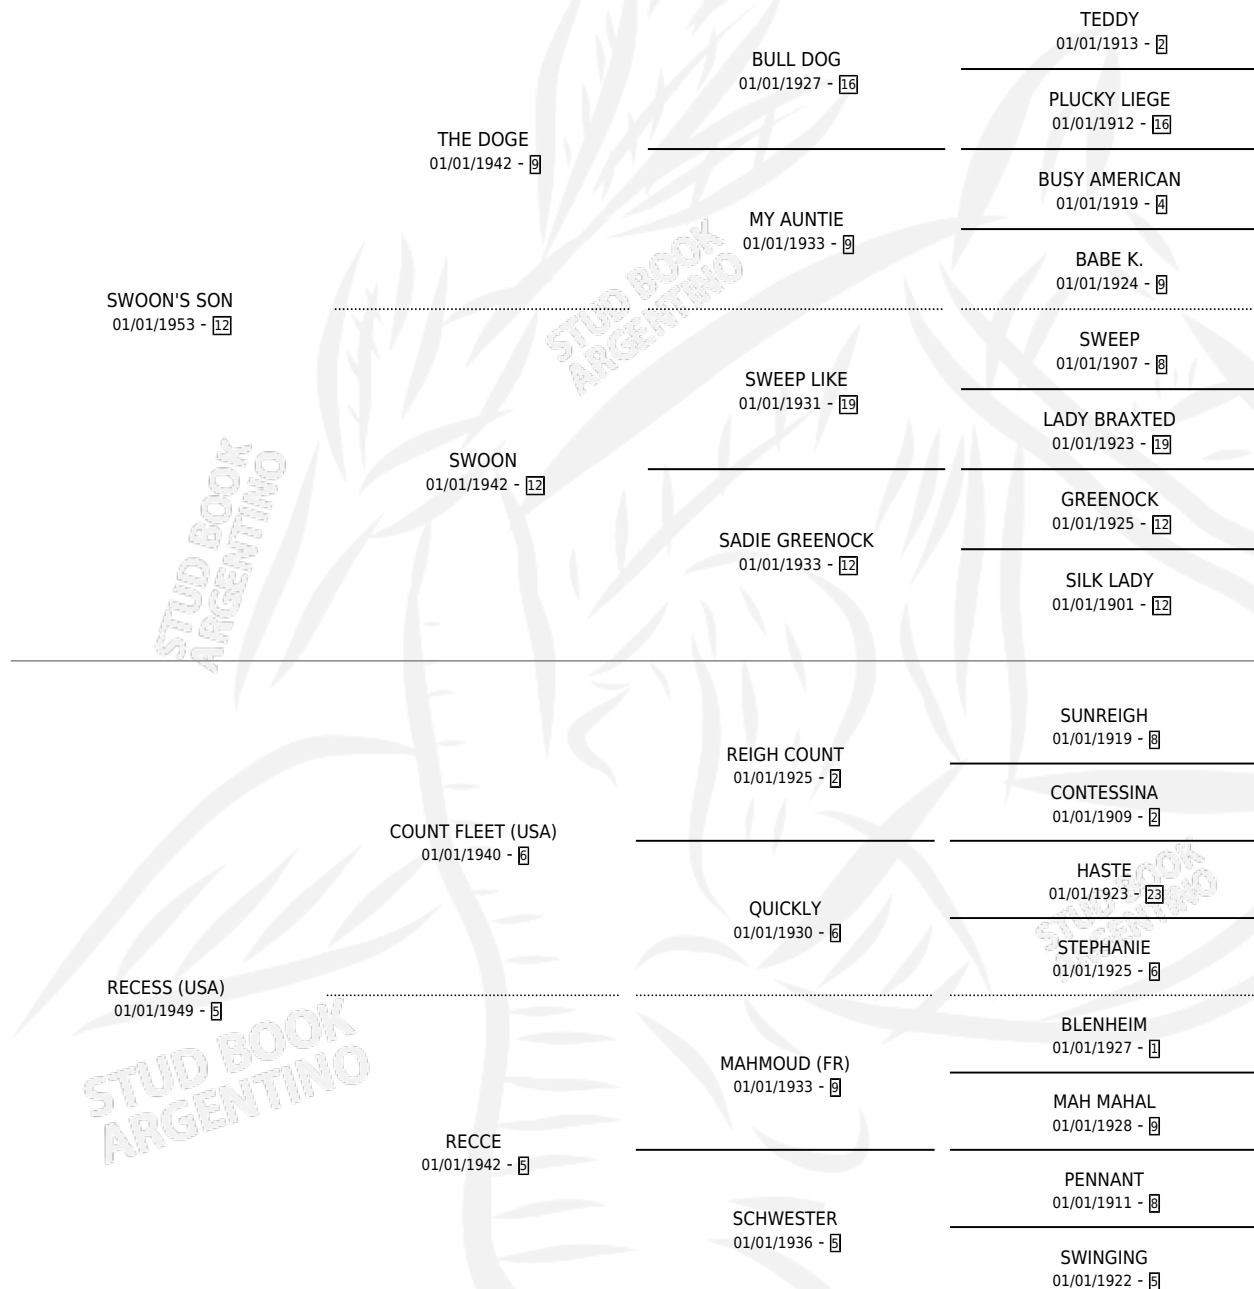 TEDDY
01/01/1913 - 2
BULL DOG
01/01/1927 - 16
PLUCKY LIEGE
01/01/1912 - 16
THE DOGE
01/01/1942 - 9
BUSY AMERICAN
01/01/1919 - 4
MY AUNTIE
01/01/1933 - 9
BABE K.
01/01/1924 - 9
SWOON'S SON
01/01/1953 - 12
SWEEP
01/01/1907 - 8
SWEEP LIKE
01/01/1931 - 19
LADY BRAXTED
01/01/1923 - 19
SWOON
01/01/1942 - 12
GREENOCK
01/01/1925 - 12
SADIE GREENOCK
01/01/1933 - 12
SILK LADY
01/01/1901 - 12
SUNREIGH
01/01/1919 - 8
REIGH COUNT
01/01/1925 - 2
CONTESSINA
01/01/1909 - 2
COUNT FLEET (USA)
01/01/1940 - 6
HASTE
01/01/1923 - 23
QUICKLY
01/01/1930 - 6
STEPHANIE
01/01/1925 - 6
RECESS (USA)
01/01/1949 - 5
BLENHEIM
01/01/1927 - 1
MAHMOUD (FR)
01/01/1933 - 9
MAH MAHAL
01/01/1928 - 9
RECCE
01/01/1942 - 5
PENNANT
01/01/1911 - 8
SCHWESTER
01/01/1936 - 5
SWINGING
01/01/1922 - 5
STUD BOOK
ARGENTINO
STUD BOOK
ARGENTINO
STUD BOOK
ARGENTINO
STUD BOOK
ARGENTINO